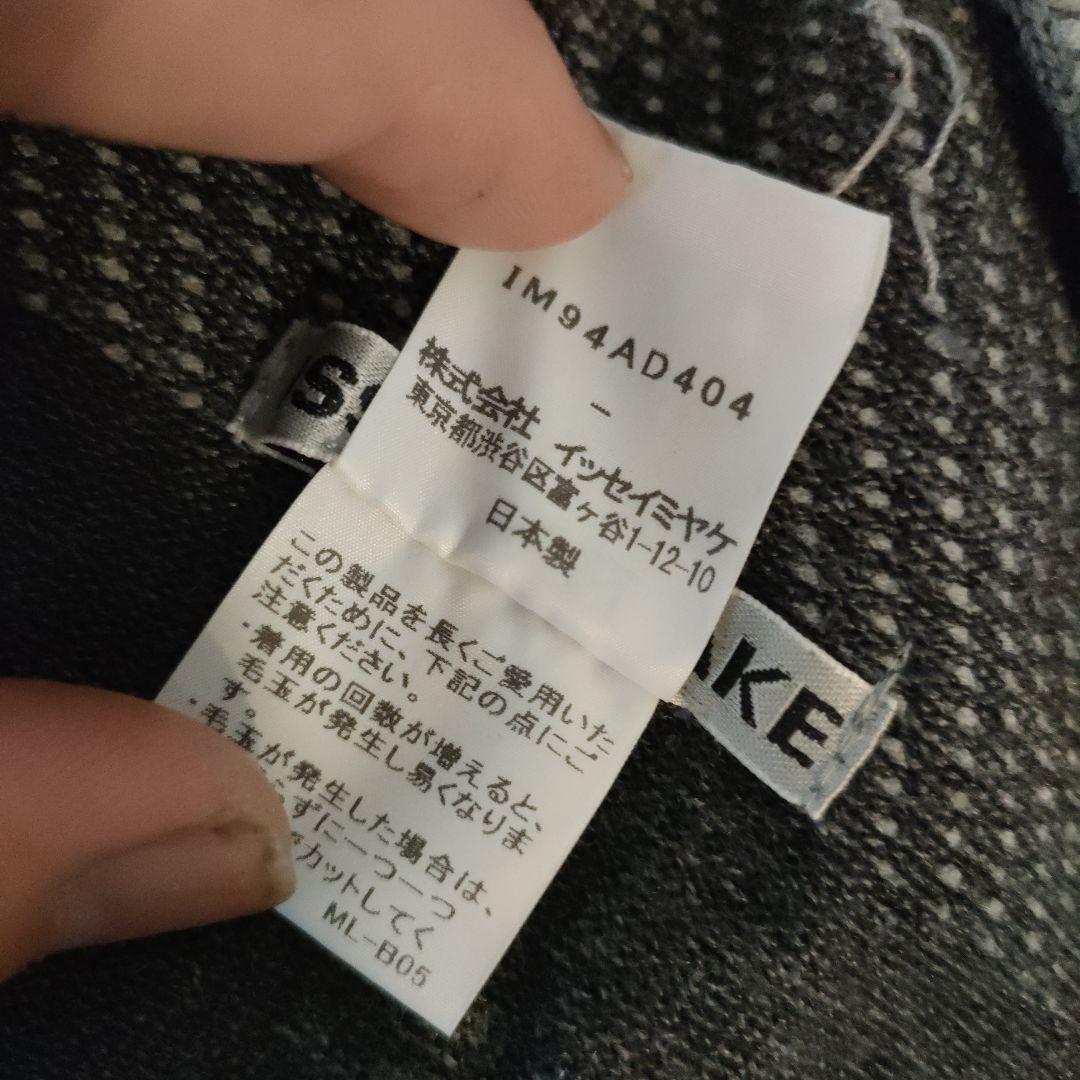 IM94AD404
-
株式会社 イッセイミヤケ
東京都渋谷区富ヶ谷1-12-10
日本製
この製品を長くご愛用いた
だくために、下記の点にご
注意ください。
・着用の回数が増えると、
毛玉が発生し易くなりま
す。
・毛玉が発生した場合は、
ずに一つ一つ
カットしてく
ML-B05
AKE